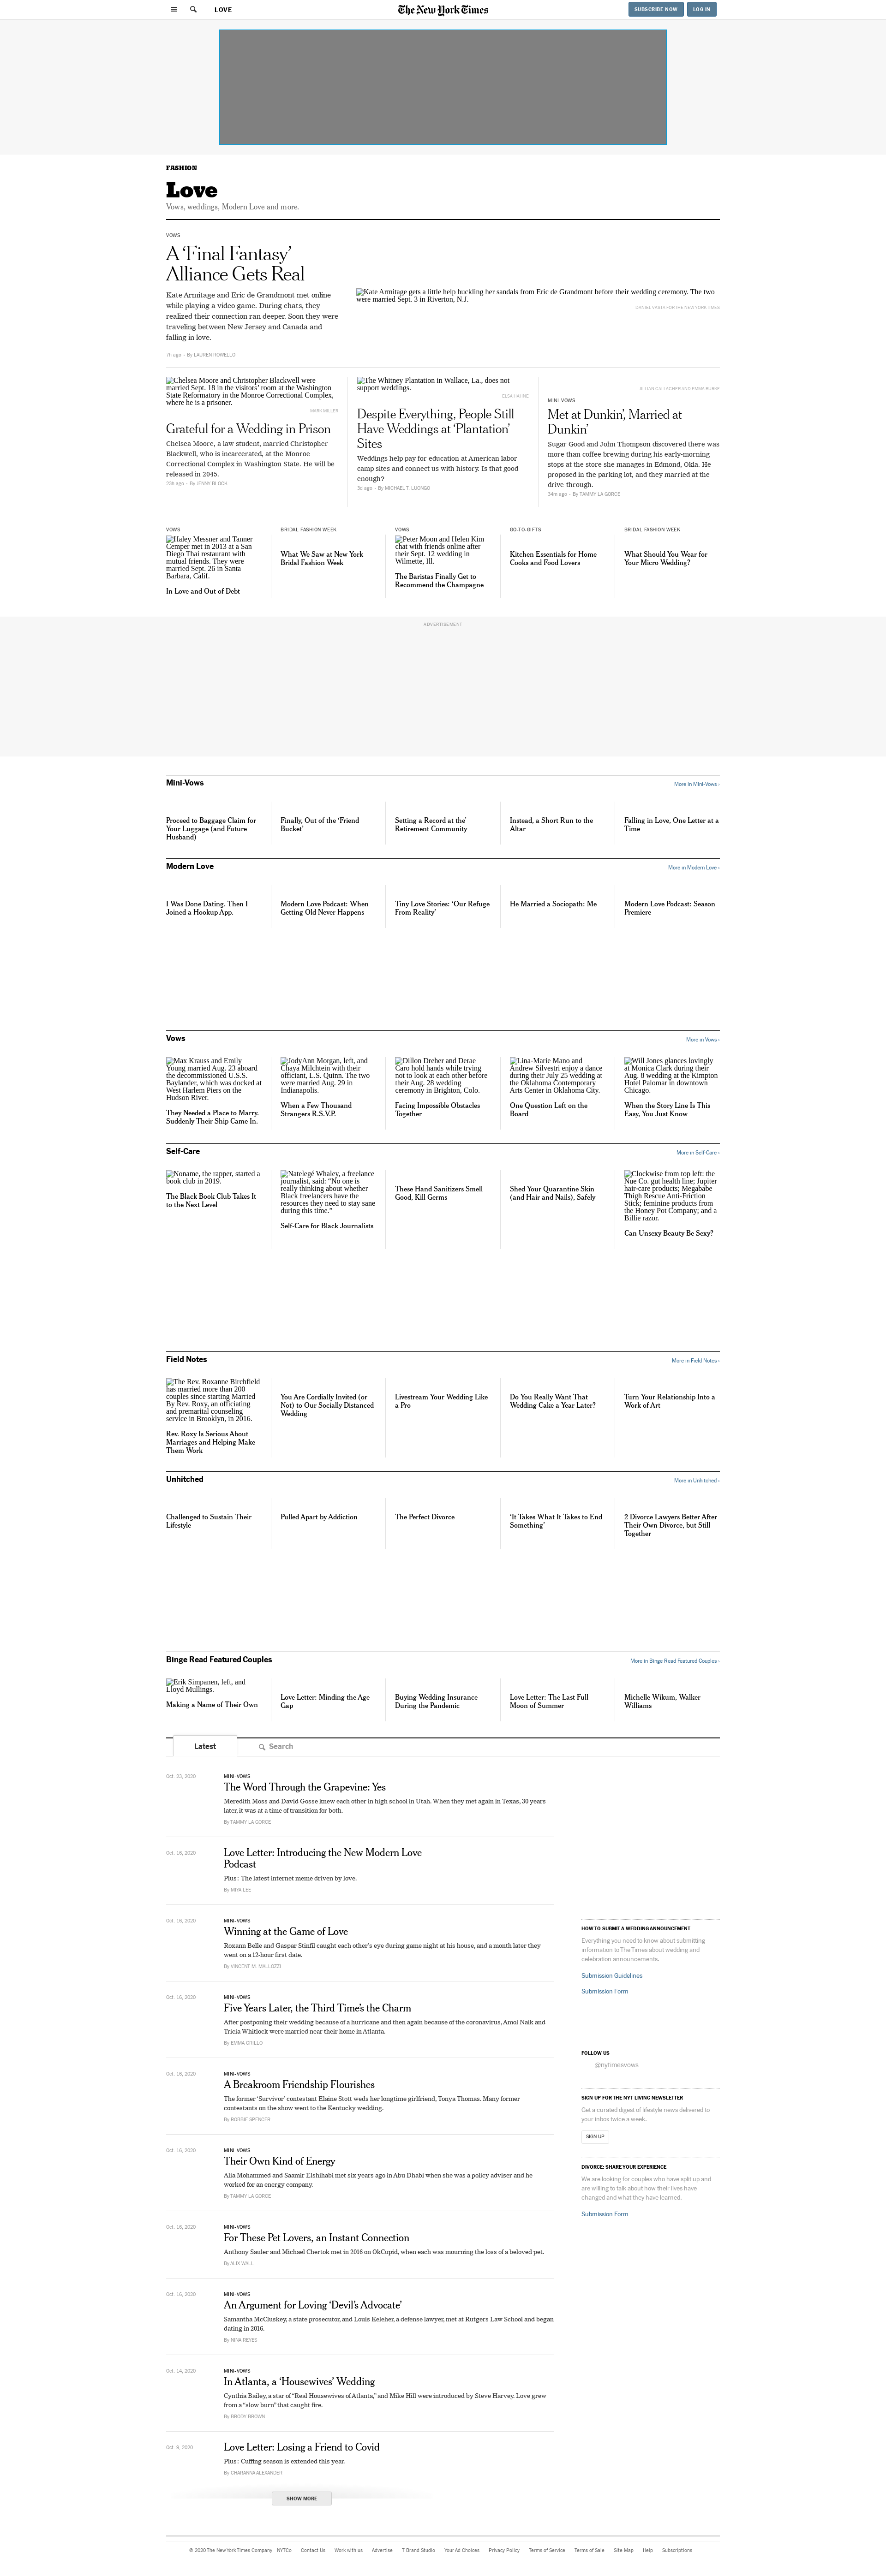 LOVE
The New York Times
SUBSCRIBE NOW
LOG IN
FASHION
Love
Vows, weddings, Modern Love and more.
VOWS
A ‘Final Fantasy’
Alliance Gets Real
Kate Armitage and Eric de Grandmont met online
while playing a video game. During chats, they
realized their connection ran deeper. Soon they were
traveling between New Jersey and Canada and
falling in love.
7h ago – By LAUREN ROWELLO
Kate Armitage gets a little help buckling her sandals from Eric de Grandmont before their wedding ceremony. The two
were married Sept. 3 in Riverton, N.J.
Chelsea Moore and Christopher Blackwell were
married Sept. 18 in the visitors’ room at the Washington
State Reformatory in the Monroe Correctional Complex,
where he is a prisoner.
MARY MILLER
Grateful for a Wedding in Prison
Chelsea Moore, a law student, married Christopher
Blackwell, who is incarcerated, at the Monroe
Correctional Complex in Washington State. He will be
released in 2045.
23h ago – By JENNY BLOCK
The Whitney Plantation in Wallace, La., does not
support weddings.
Despite Everything, People Still
Have Weddings at ‘Plantation’
Sites
Weddings help pay for education at American labor
camp sites and connect us with history. Is that good
enough?
5d ago – By MICHAEL T. LUONGO
JILLIAN GALLAGHER AND EMMA BURKE
MINI-VOWS
Met at Dunkin’, Married at
Dunkin’
Sugar Good and John Thompson discovered there was
more than coffee brewing during his early-morning
stops at the store she manages in Edmond, Okla. He
proposed in the parking lot, and they married at the
drive-through.
34m ago – By TAMMY LA GORCE
VOWS
Haley Messner and Tanner
Cemper met in 2013 at a San
Diego Thai restaurant with
mutual friends. They were
married Sept. 26 in Santa
Barbara, Calif.
In Love and Out of Debt
BRIDAL FASHION WEEK
What We Saw at New York
Bridal Fashion Week
VOWS
Peter Moon and Helen Kim
chat with friends online after
their Sept. 12 wedding in
Wilmette, Ill.
The Baristas Finally Get to
Recommend the Champagne
GO-TO-GIFTS
Kitchen Essentials for Home
Cooks and Food Lovers
BRIDAL FASHION WEEK
What Should You Wear for
Your Micro Wedding?
ADVERTISEMENT
Mini-Vows
More in Mini-Vows ›
Proceed to Baggage Claim for
Your Luggage (and Future
Husband)
Finally, Out of the ‘Friend
Bucket’
Setting a Record at the’
Retirement Community
Instead, a Short Run to the
Altar
Falling in Love, One Letter at a
Time
Modern Love
More in Modern Love ›
I Was Done Dating. Then I
Joined a Hookup App.
Modern Love Podcast: When
Getting Old Never Happens
Tiny Love Stories: ‘Our Refuge
From Reality’
He Married a Sociopath: Me
Modern Love Podcast: Season
Premiere
Vows
More in Vows ›
Max Krauss and Emily
Young married Aug. 23 aboard
the decommissioned U.S.S.
Baylander, which was docked at
West Harlem Piers on the
Hudson River.
They Needed a Place to Marry.
Suddenly Their Ship Came In.
JodyAnn Morgan, left, and
Chaya Milchtein with their
officiant, L.S. Quinn. The two
were married Aug. 29 in
Indianapolis.
When a Few Thousand
Strangers R.S.V.P.
Dillon Dreher and Derae
Caro hold hands while trying
not to look at each other before
their Aug. 28 wedding
ceremony in Brighton, Colo.
Facing Impossible Obstacles
Together
Lina-Marie Mano and
Andrew Silvestri enjoy a dance
during their July 25 wedding at
the Oklahoma Contemporary
Arts Center in Oklahoma City.
One Question Left on the
Board
Will Jones glances lovingly
at Monica Clark during their
Aug. 8 wedding at the Kimpton
Hotel Palomar in downtown
Chicago.
When the Story Line Is This
Easy, You Just Know
Self-Care
More in Self-Care ›
Noname, the rapper, started a
book club in 2019.
The Black Book Club Takes It
to the Next Level
Natelegé Whaley, a freelance
journalist, said: “No one is
really thinking about whether
Black freelancers have the
resources they need to stay sane
during this time.”
Self-Care for Black Journalists
These Hand Sanitizers Smell
Good, Kill Germs
Shed Your Quarantine Skin
(and Hair and Nails), Safely
Clockwise from top left: the
Nue Co. gut health line; Jupiter
hair-care products; Megababe
Thigh Rescue Anti-Friction
Stick; feminine products from
the Honey Pot Company; and a
Billie razor.
Can Unsexy Beauty Be Sexy?
Field Notes
More in Field Notes ›
The Rev. Roxanne Birchfield
has married more than 200
couples since starting Married
By Rev. Roxy, an officiating
and premarital counseling
service in Brooklyn, in 2016.
Rev. Roxy Is Serious About
Marriages and Helping Make
Them Work
You Are Cordially Invited (or
Not) to Our Socially Distanced
Wedding
Livestream Your Wedding Like
a Pro
Do You Really Want That
Wedding Cake a Year Later?
Turn Your Relationship Into a
Work of Art
Unhitched
More in Unhitched ›
Challenged to Sustain Their
Lifestyle
Pulled Apart by Addiction
The Perfect Divorce
‘It Takes What It Takes to End
Something’
2 Divorce Lawyers Better After
Their Own Divorce, but Still
Together
Binge Read Featured Couples
More in Binge Read Featured Couples ›
Erik Simpanen, left, and
Lloyd Mullings.
Making a Name of Their Own
Love Letter: Minding the Age
Gap
Buying Wedding Insurance
During the Pandemic
Love Letter: The Last Full
Moon of Summer
Michelle Wikum, Walker
Williams
Latest
Search
Oct. 23, 2020
MINI-VOWS
The Word Through the Grapevine: Yes
Meredith Moss and David Goose knew each other in high school in Utah. When they met again in Texas, 30 years
later, it was at a time of transition for both.
By TAMMY LA GORCE
Oct. 16, 2020
Love Letter: Introducing the New Modern Love
Podcast
Plus: The latest internet meme driven by love.
By MIYA LEE
Oct. 16, 2020
MINI-VOWS
Winning at the Game of Love
Roxann Belle and Gaspar Stinfil caught each other’s eye during game night at his house, and a month later they
went on a 12-hour first date.
By VINCENT M. MALLOZZI
Oct. 16, 2020
MINI-VOWS
Five Years Later, the Third Time’s the Charm
After postponing their wedding because of a hurricane and then again because of the coronavirus, Amol Naik and
Tricia Whitlock were married near their home in Atlanta.
By EMMA GRILLO
Oct. 16, 2020
MINI-VOWS
A Breakroom Friendship Flourishes
The former ‘Survivor’ contestant Elaine Stott weds her longtime girlfriend, Tonya Thomas. Many former
contestants on the show went to the Kentucky wedding.
By ROBBIE SPENCER
Oct. 16, 2020
MINI-VOWS
Their Own Kind of Energy
Alia Mohammed and Saamir Elshihabi met six years ago in Abu Dhabi when she was a policy adviser and he
worked for an energy company.
By TAMMY LA GORCE
Oct. 16, 2020
MINI-VOWS
For These Pet Lovers, an Instant Connection
Anthony Sauler and Michael Chertok met in 2016 on OkCupid, when each was mourning the loss of a beloved pet.
By ALIX WALL
Oct. 16, 2020
MINI-VOWS
An Argument for Loving ‘Devil’s Advocate’
Samantha McCluskey, a state prosecutor, and Louis Keleher, a defense lawyer, met at Rutgers Law School and began
dating in 2016.
By NINA REYES
Oct. 14, 2020
MINI-VOWS
In Atlanta, a ‘Housewives’ Wedding
Cynthia Bailey, a star of “Real Housewives of Atlanta,” and Mike Hill were introduced by Steve Harvey. Love grew
from a “slow burn” that caught fire.
By BRODY BROWN
Oct. 9, 2020
Love Letter: Losing a Friend to Covid
Plus: Cuffing season is extended this year.
By CHARANNA ALEXANDER
SHOW MORE
HOW TO SUBMIT A WEDDING ANNOUNCEMENT
Everything you need to know about submitting
information to The Times about wedding and
celebration announcements.
Submission Guidelines
Submission Form
FOLLOW US
@nytimesvows
SIGN UP FOR THE NYT LIVING NEWSLETTER
Get a curated digest of lifestyle news delivered to
your inbox twice a week.
SIGN UP
DIVORCE: SHARE YOUR EXPERIENCE
We are looking for couples who have split up and
are willing to talk about how their lives have
changed and what they have learned.
Submission Form
© 2020 The New York Times Company NYTCo Contact Us Work with us Advertise T Brand Studio Your Ad Choices Privacy Policy Terms of Service Terms of Sale Site Map Help Subscriptions